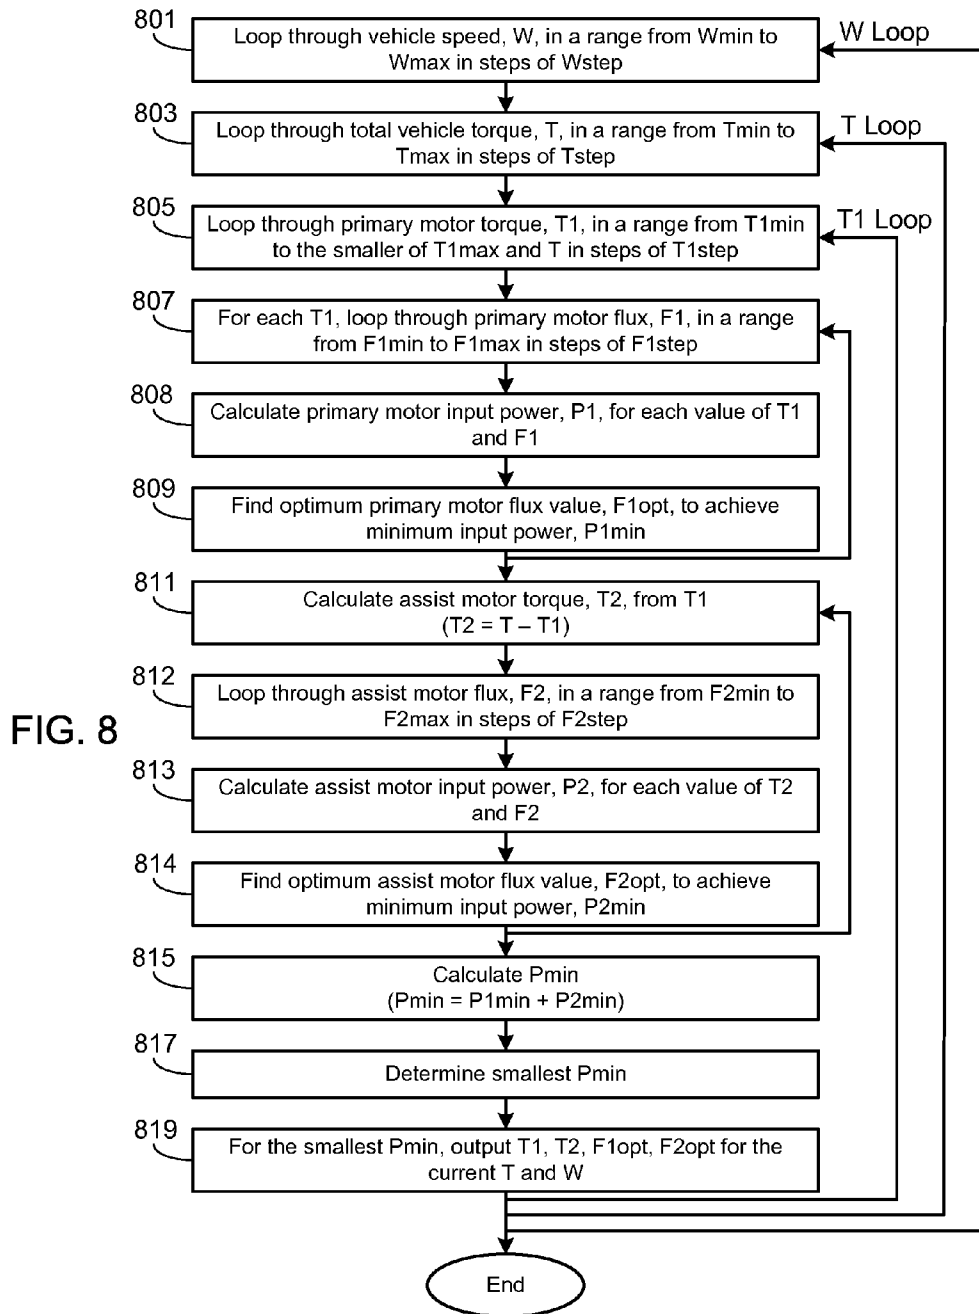 801
Loop through vehicle speed, W, in a range from Wmin to
Wmax in steps of Wstep
W Loop
803
Loop through total vehicle torque, T, in a range from Tmin to
Tmax in steps of Tstep
T Loop
805
Loop through primary motor torque, T1, in a range from T1min
to the smaller of T1max and T in steps of T1step
T1 Loop
807
For each T1, loop through primary motor flux, F1, in a range
from F1min to F1max in steps of F1step
808
Calculate primary motor input power, P1, for each value of T1
and F1
809
Find optimum primary motor flux value, F1opt, to achieve
minimum input power, P1min
811
Calculate assist motor torque, T2, from T1
(T2 = T – T1)
812
Loop through assist motor flux, F2, in a range from F2min to
F2max in steps of F2step
FIG. 8
813
Calculate assist motor input power, P2, for each value of T2
and F2
814
Find optimum assist motor flux value, F2opt, to achieve
minimum input power, P2min
815
Calculate Pmin
(Pmin = P1min + P2min)
817
Determine smallest Pmin
819
For the smallest Pmin, output T1, T2, F1opt, F2opt for the
current T and W
End